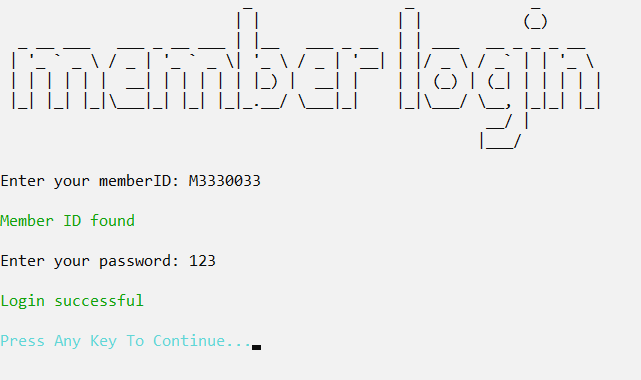 member login
Enter your memberID: M3330033
Member ID found
Enter your password: 123
Login successful
Press Any Key To Continue...